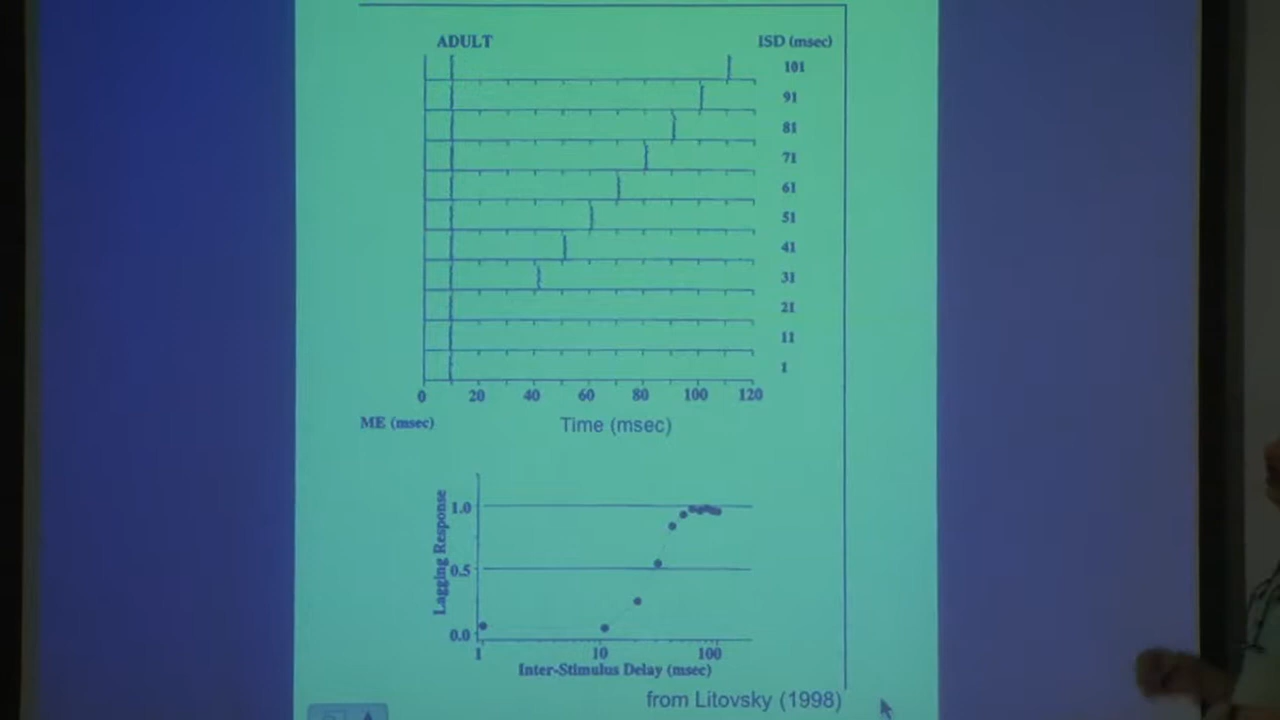 ADULT ISD (msec)
101
91
81
71
61
51
41
31
21
11
1
0 20 40 60 80 100 120
ME (msec) Time (msec)
Lagging Response
1.0
0.5
0.0
1 10 100
Inter-Stimulus Delay (msec)
from Litovsky (1998)